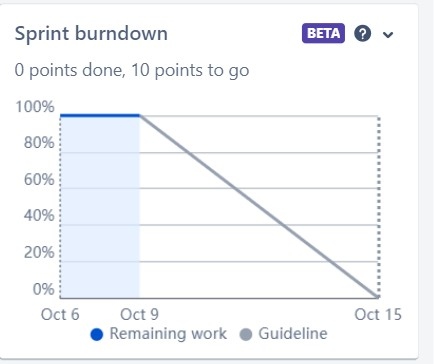 Sprint burndown BETA ?
0 points done, 10 points to go
100%
80%
60%
40%
20%
0%
Oct 6 Oct 9 Oct 15
Remaining work Guideline